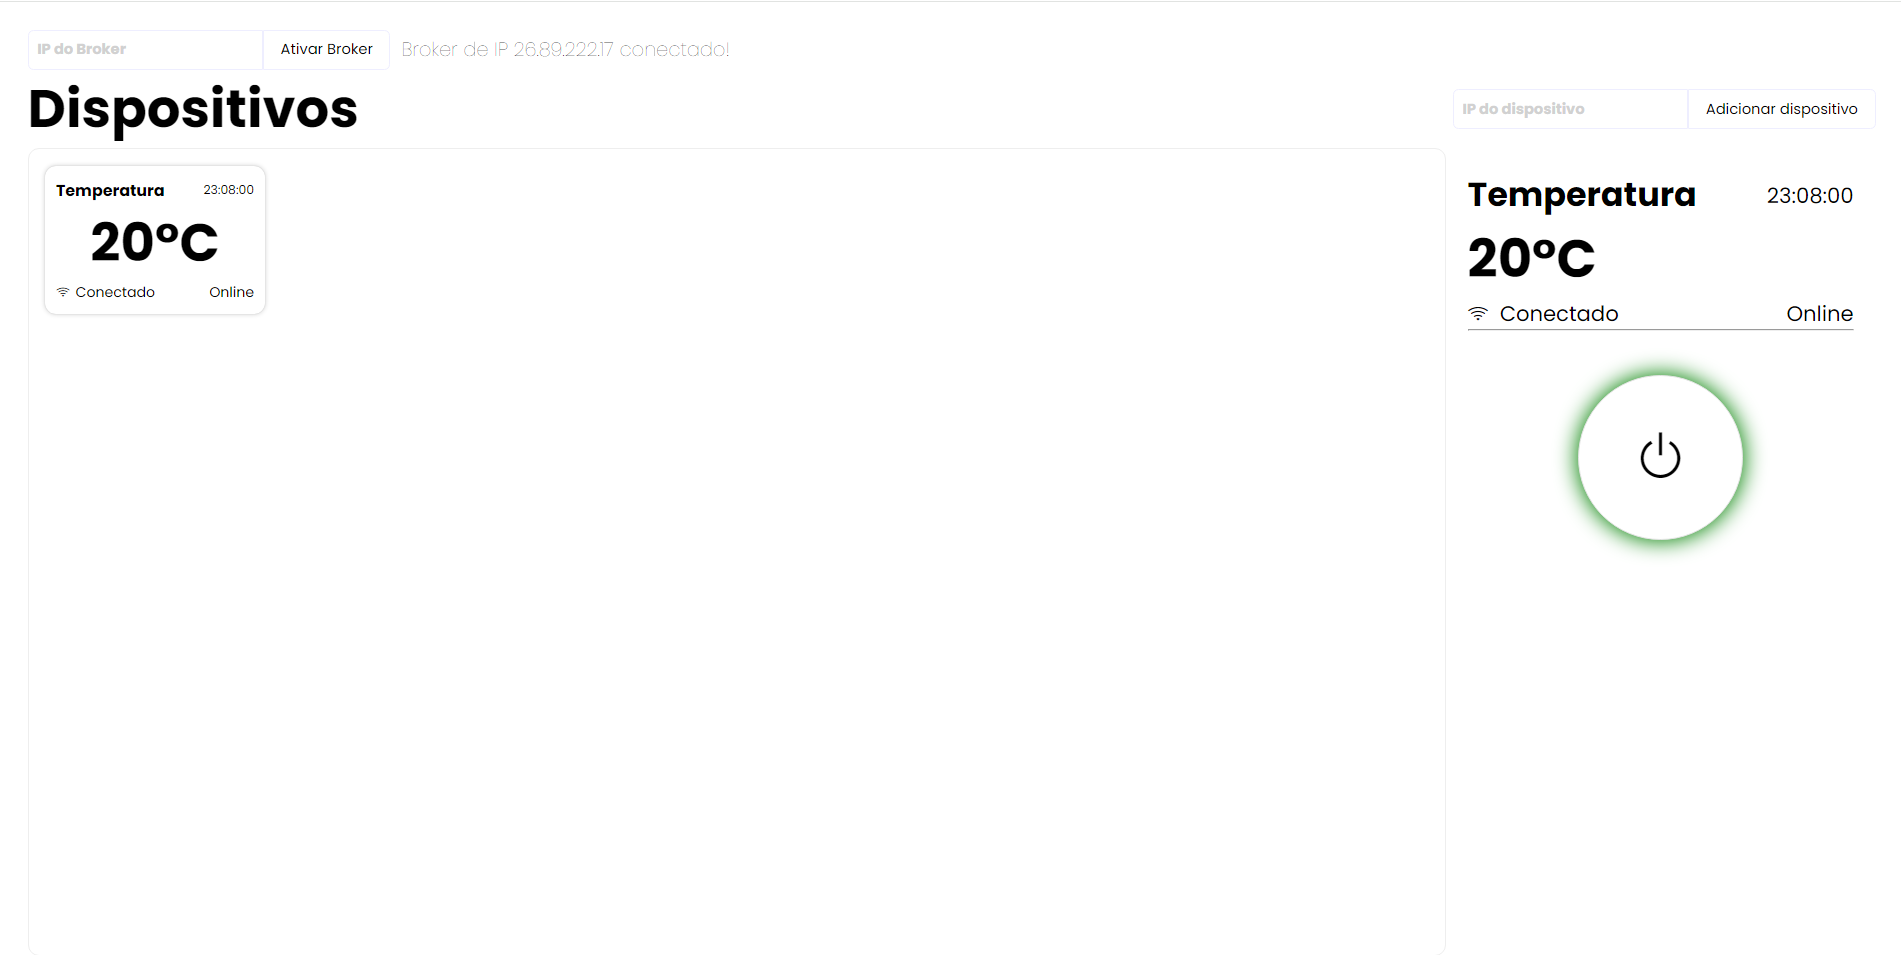 IP do Broker Ativar Broker Broker de IP 26.89.222.17 conectado!
Dispositivos
IP do dispositivo Adicionar dispositivo
Temperatura 23:08:00
20°C
Conectado Online
Temperatura 23:08:00
20°C
Conectado Online